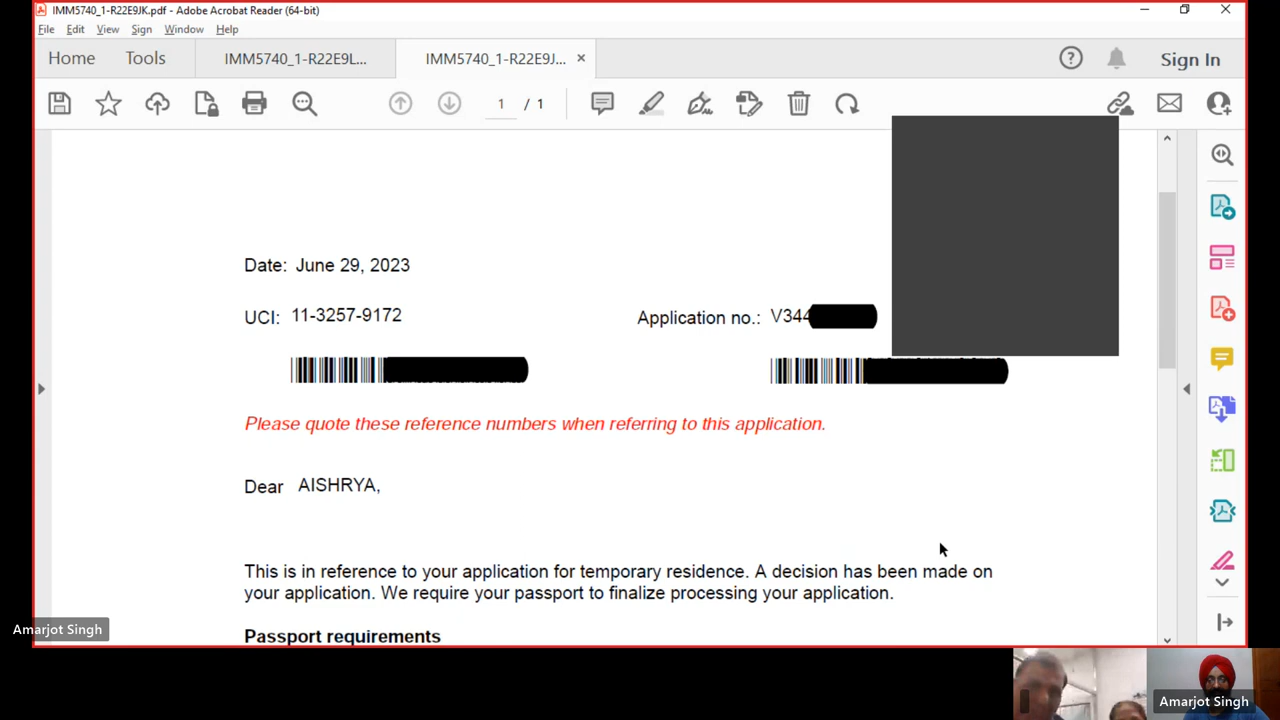 IMM5740_1-R22E9JK.pdf - Adobe Acrobat Reader (64-bit)
File Edit View Sign Window Help
Home Tools IMM5740_1-R22E9L... IMM5740_1-R22E9J... ×
? Sign In
1 / 1
Date: June 29, 2023
UCI: 11-3257-9172
Application no.: V344
Please quote these reference numbers when referring to this application.
Dear AISHRYA,
This is in reference to your application for temporary residence. A decision has been made on
your application. We require your passport to finalize processing your application.
Passport requirements
Amarjot Singh
Amarjot Singh